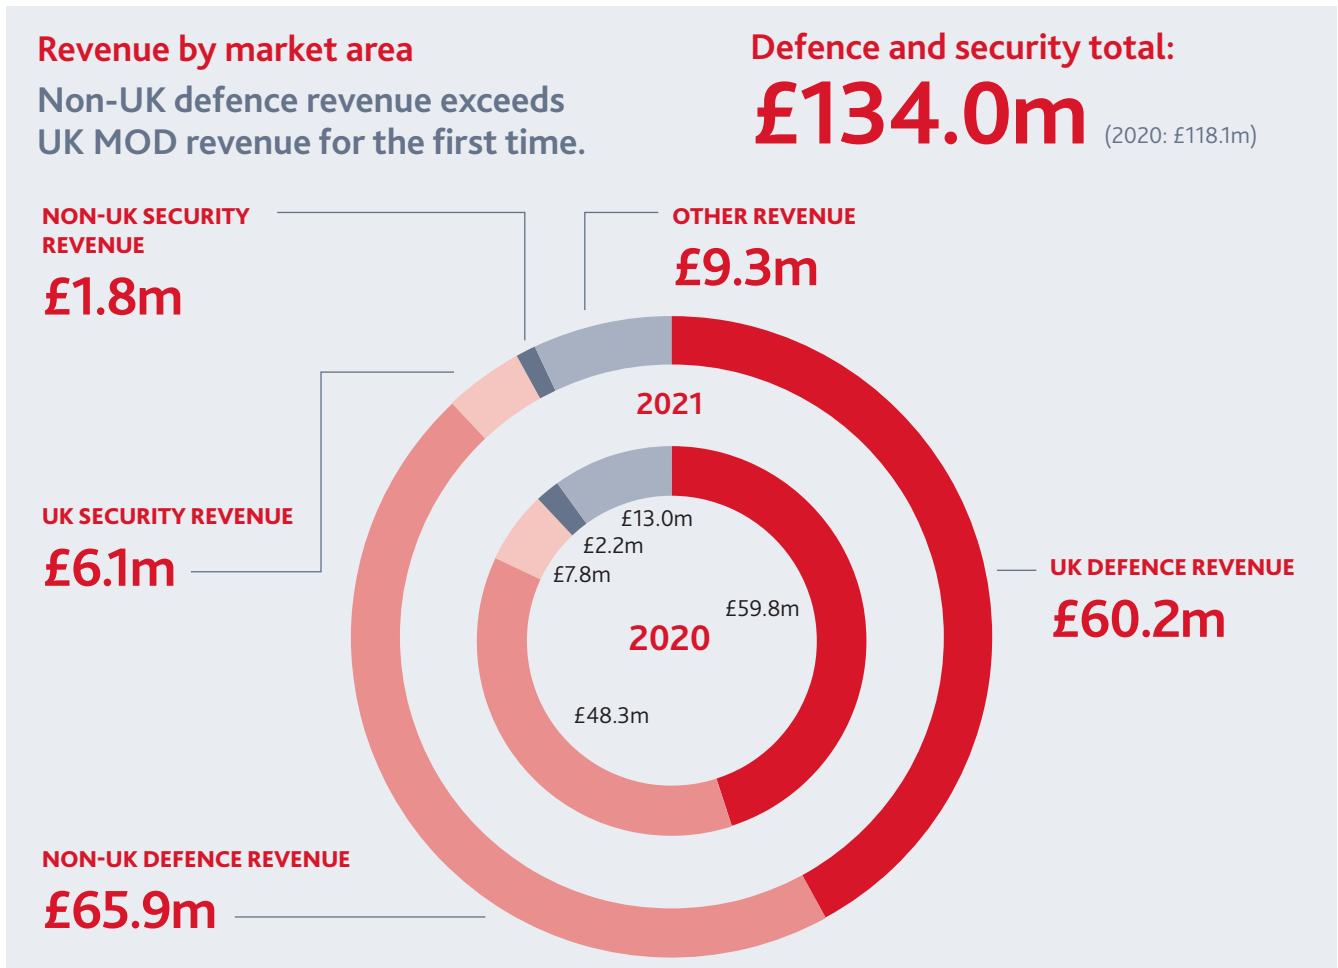 Revenue by market area
Non-UK defence revenue exceeds
UK MOD revenue for the first time.
Defence and security total:
£134.0m (2020: £118.1m)
NON-UK SECURITY
REVENUE
£1.8m
OTHER REVENUE
£9.3m
2021
UK SECURITY REVENUE
£6.1m
£13.0m
£2.2m
£7.8m
£59.8m
2020
£48.3m
UK DEFENCE REVENUE
£60.2m
NON-UK DEFENCE REVENUE
£65.9m